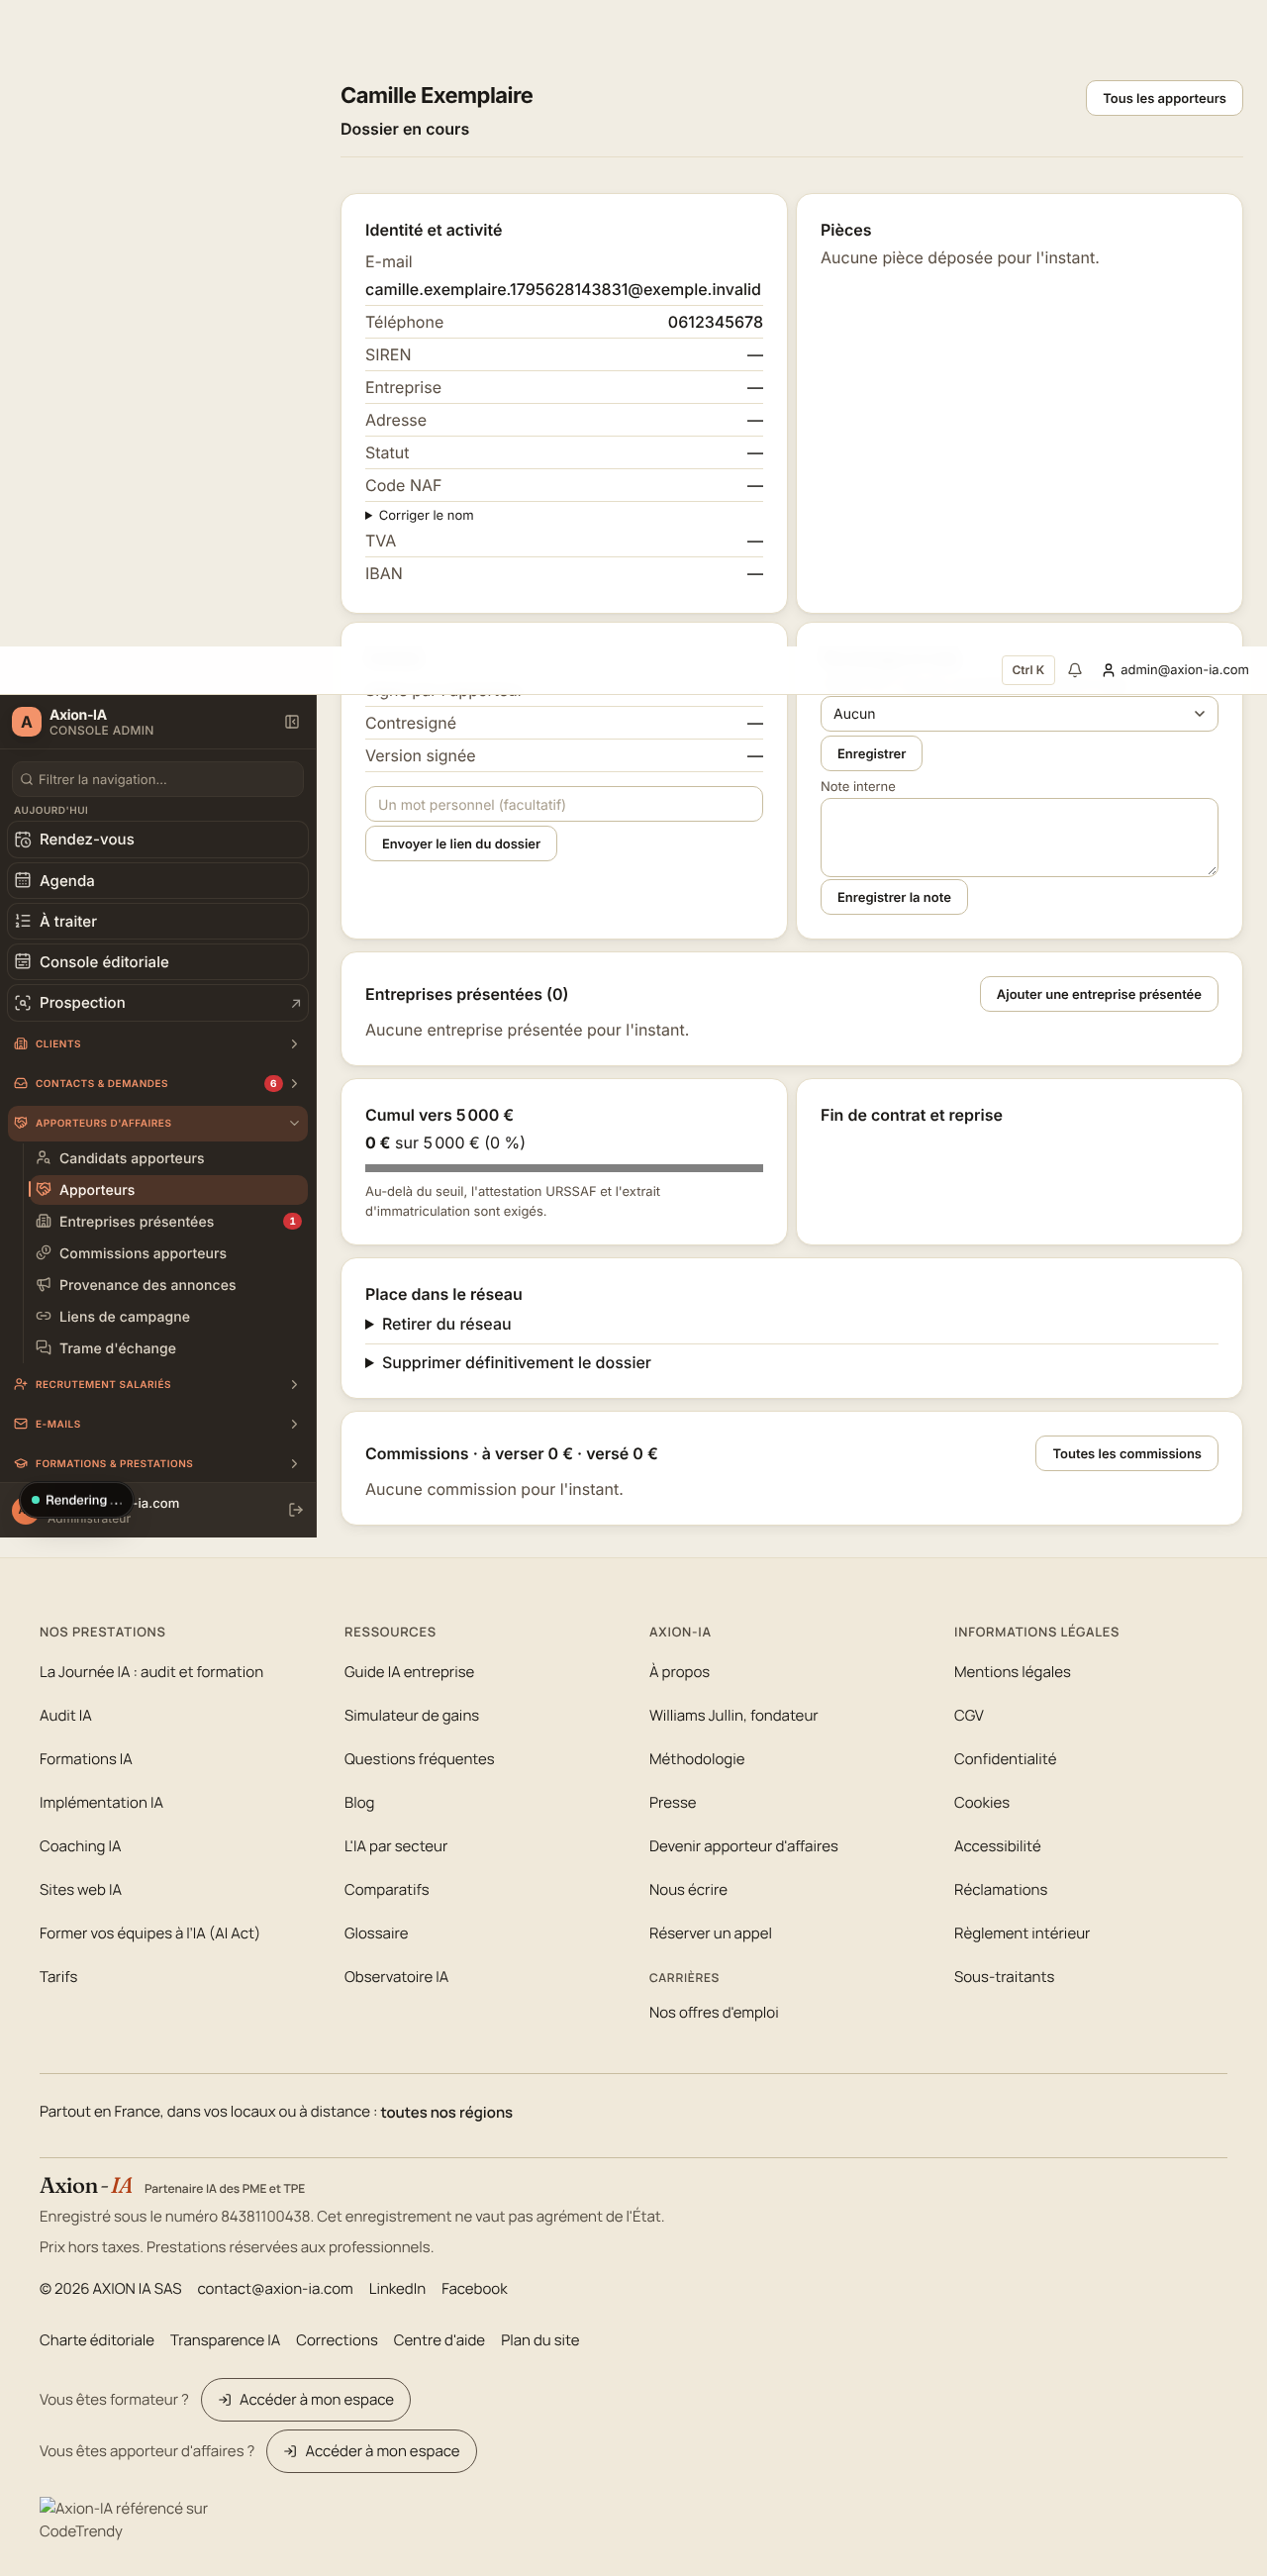 Camille Exemplaire
Tous les apporteurs
Dossier en cours
Identité et activité
E-mail
camille.exemplaire.1795628143831@exemple.invalid
Téléphone 0612345678
SIREN —
Entreprise —
Adresse —
Statut —
Code NAF —
Corriger le nom
TVA —
IBAN —
Pièces
Aucune pièce déposée pour l'instant.
Ctrl K
admin@axion-ia.com
Signé par l'apporteur
Contresigné —
Version signée —
Un mot personnel (facultatif)
Envoyer le lien du dossier
Aucun
Enregistrer
Note interne
Enregistrer la note
A
Axion-IA
CONSOLE ADMIN
Filtrer la navigation...
AUJOURD'HUI
Rendez-vous
Agenda
À traiter
Console éditoriale
Prospection
CLIENTS
CONTACTS & DEMANDES 6
APPORTEURS D'AFFAIRES
Candidats apporteurs
Apporteurs
Entreprises présentées 1
Commissions apporteurs
Provenance des annonces
Liens de campagne
Trame d'échange
RECRUTEMENT SALARIÉS
E-MAILS
FORMATIONS & PRESTATIONS
Rendering ...
-ia.com
Administrateur
Entreprises présentées (0)
Ajouter une entreprise présentée
Aucune entreprise présentée pour l'instant.
Cumul vers 5 000 €
0 € sur 5 000 € (0 %)
Au-delà du seuil, l'attestation URSSAF et l'extrait
d'immatriculation sont exigés.
Fin de contrat et reprise
Place dans le réseau
Retirer du réseau
Supprimer définitivement le dossier
Commissions · à verser 0 € · versé 0 €
Toutes les commissions
Aucune commission pour l'instant.
NOS PRESTATIONS
La Journée IA : audit et formation
Audit IA
Formations IA
Implémentation IA
Coaching IA
Sites web IA
Former vos équipes à l'IA (AI Act)
Tarifs
RESSOURCES
Guide IA entreprise
Simulateur de gains
Questions fréquentes
Blog
L'IA par secteur
Comparatifs
Glossaire
Observatoire IA
AXION-IA
À propos
Williams Jullin, fondateur
Méthodologie
Presse
Devenir apporteur d'affaires
Nous écrire
Réserver un appel
CARRIÈRES
Nos offres d'emploi
INFORMATIONS LÉGALES
Mentions légales
CGV
Confidentialité
Cookies
Accessibilité
Réclamations
Règlement intérieur
Sous-traitants
Partout en France, dans vos locaux ou à distance : toutes nos régions
Axion-IA Partenaire IA des PME et TPE
Enregistré sous le numéro 84381100438. Cet enregistrement ne vaut pas agrément de l'État.
Prix hors taxes. Prestations réservées aux professionnels.
© 2026 AXION IA SAS contact@axion-ia.com LinkedIn Facebook
Charte éditoriale Transparence IA Corrections Centre d'aide Plan du site
Vous êtes formateur ? Accéder à mon espace
Vous êtes apporteur d'affaires ? Accéder à mon espace
Axion-IA référencé sur
CodeTrendy